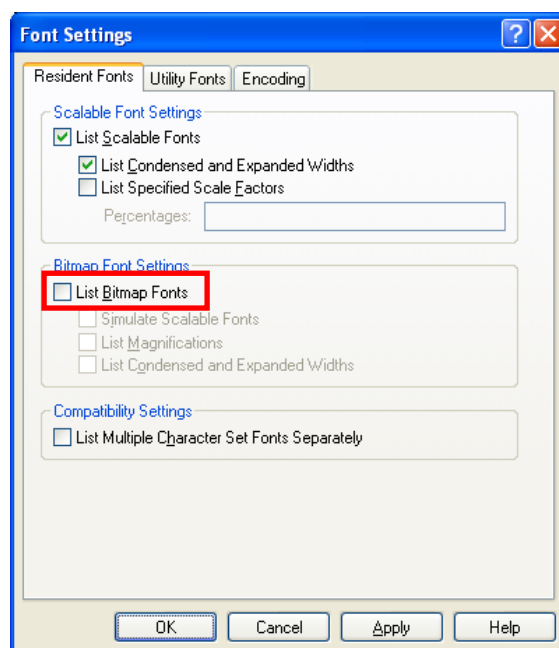 Font Settings
Resident Fonts Utility Fonts Encoding
Scalable Font Settings
List Scalable Fonts
List Condensed and Expanded Widths
List Specified Scale Factors
Percentages:
Bitmap Font Settings
List Bitmap Fonts
Simulate Scalable Fonts
List Magnifications
List Condensed and Expanded Widths
Compatibility Settings
List Multiple Character Set Fonts Separately
OK Cancel Apply Help